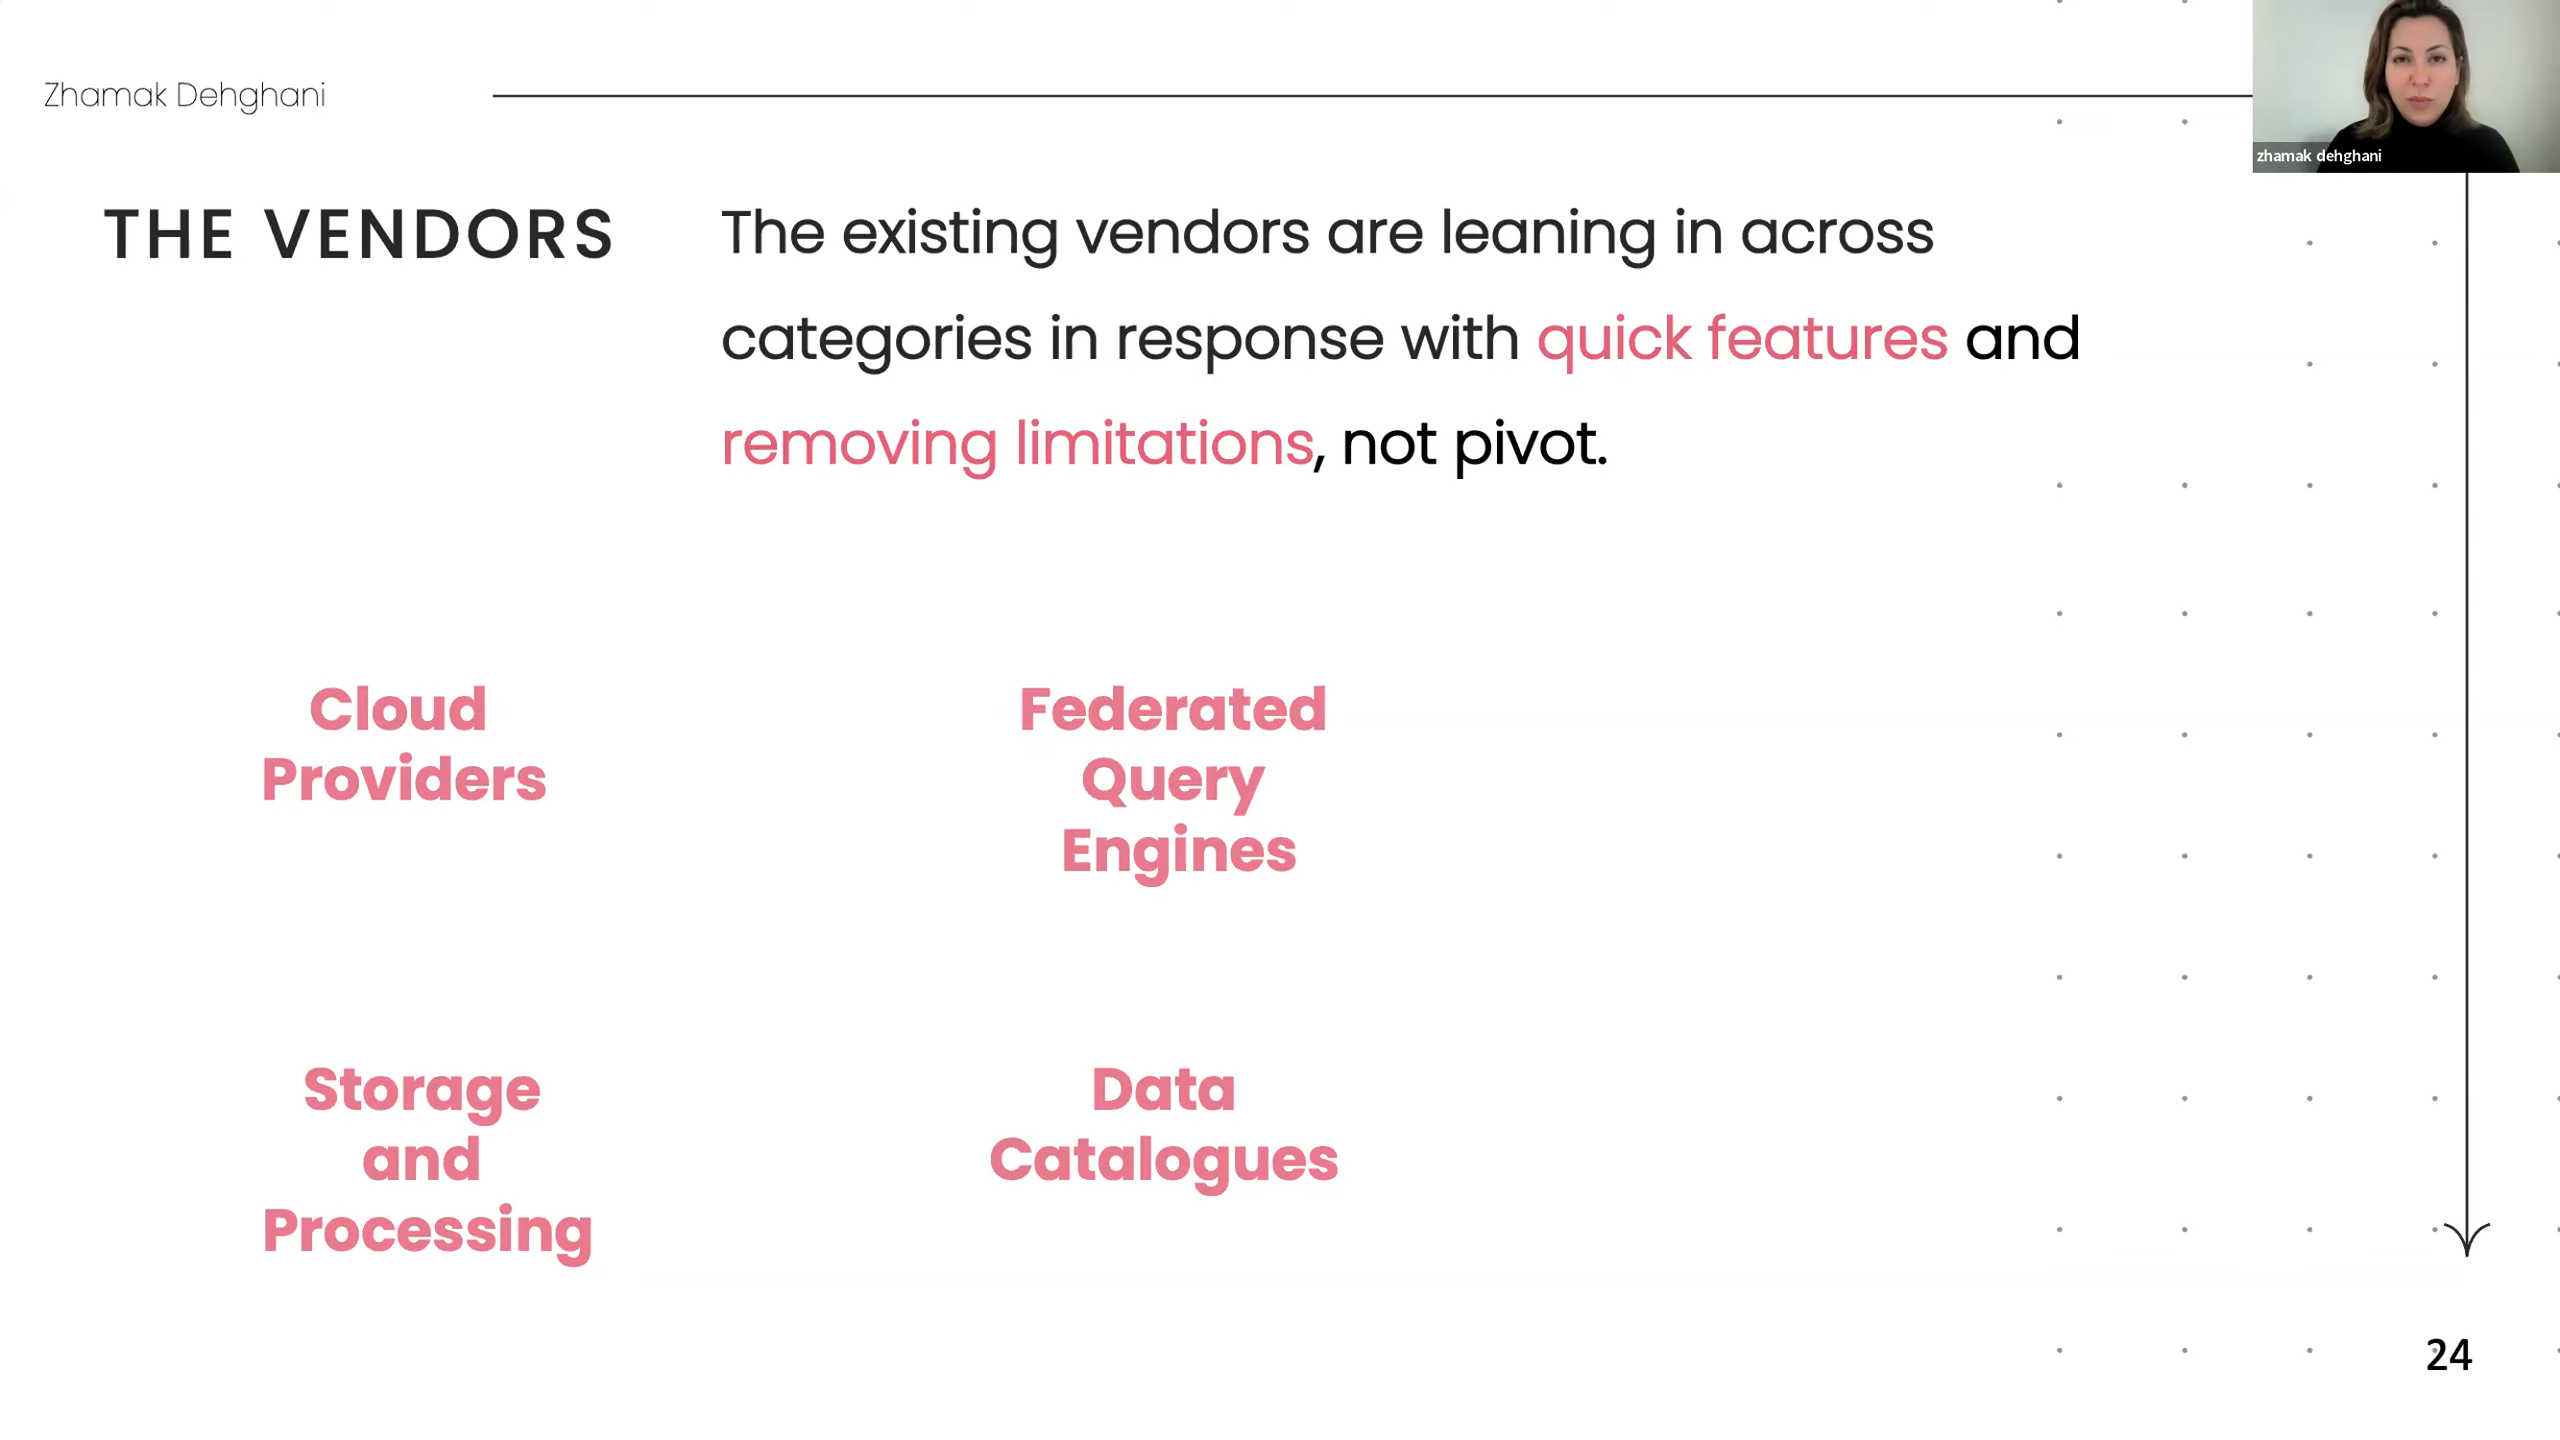 Zhamak Dehghani
zhamak dehghani
THE VENDORS
The existing vendors are leaning in across
categories in response with quick features and
removing limitations, not pivot.
Cloud
Providers
Federated
Query
Engines
Storage
and
Processing
Data
Catalogues
24